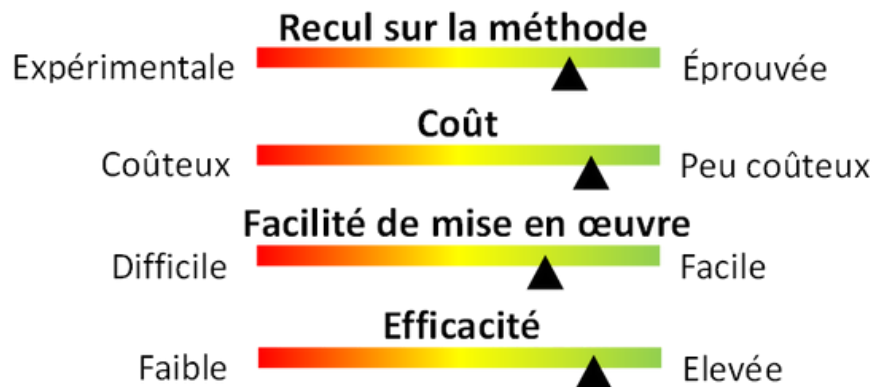 Recul sur la méthode
Expérimentale Éprouvée
Coût
Coûteux Peu coûteux
Facilité de mise en œuvre
Difficile Facile
Efficacité
Faible Elevée